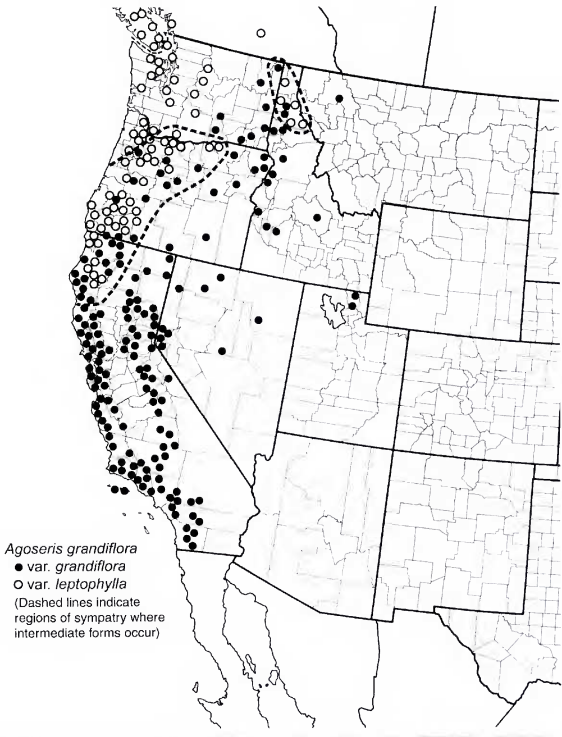 Agoseris grandiflora
● var. grandiflora
○ var. leptophylla
(Dashed lines indicate
regions of sympatry where
intermediate forms occur)